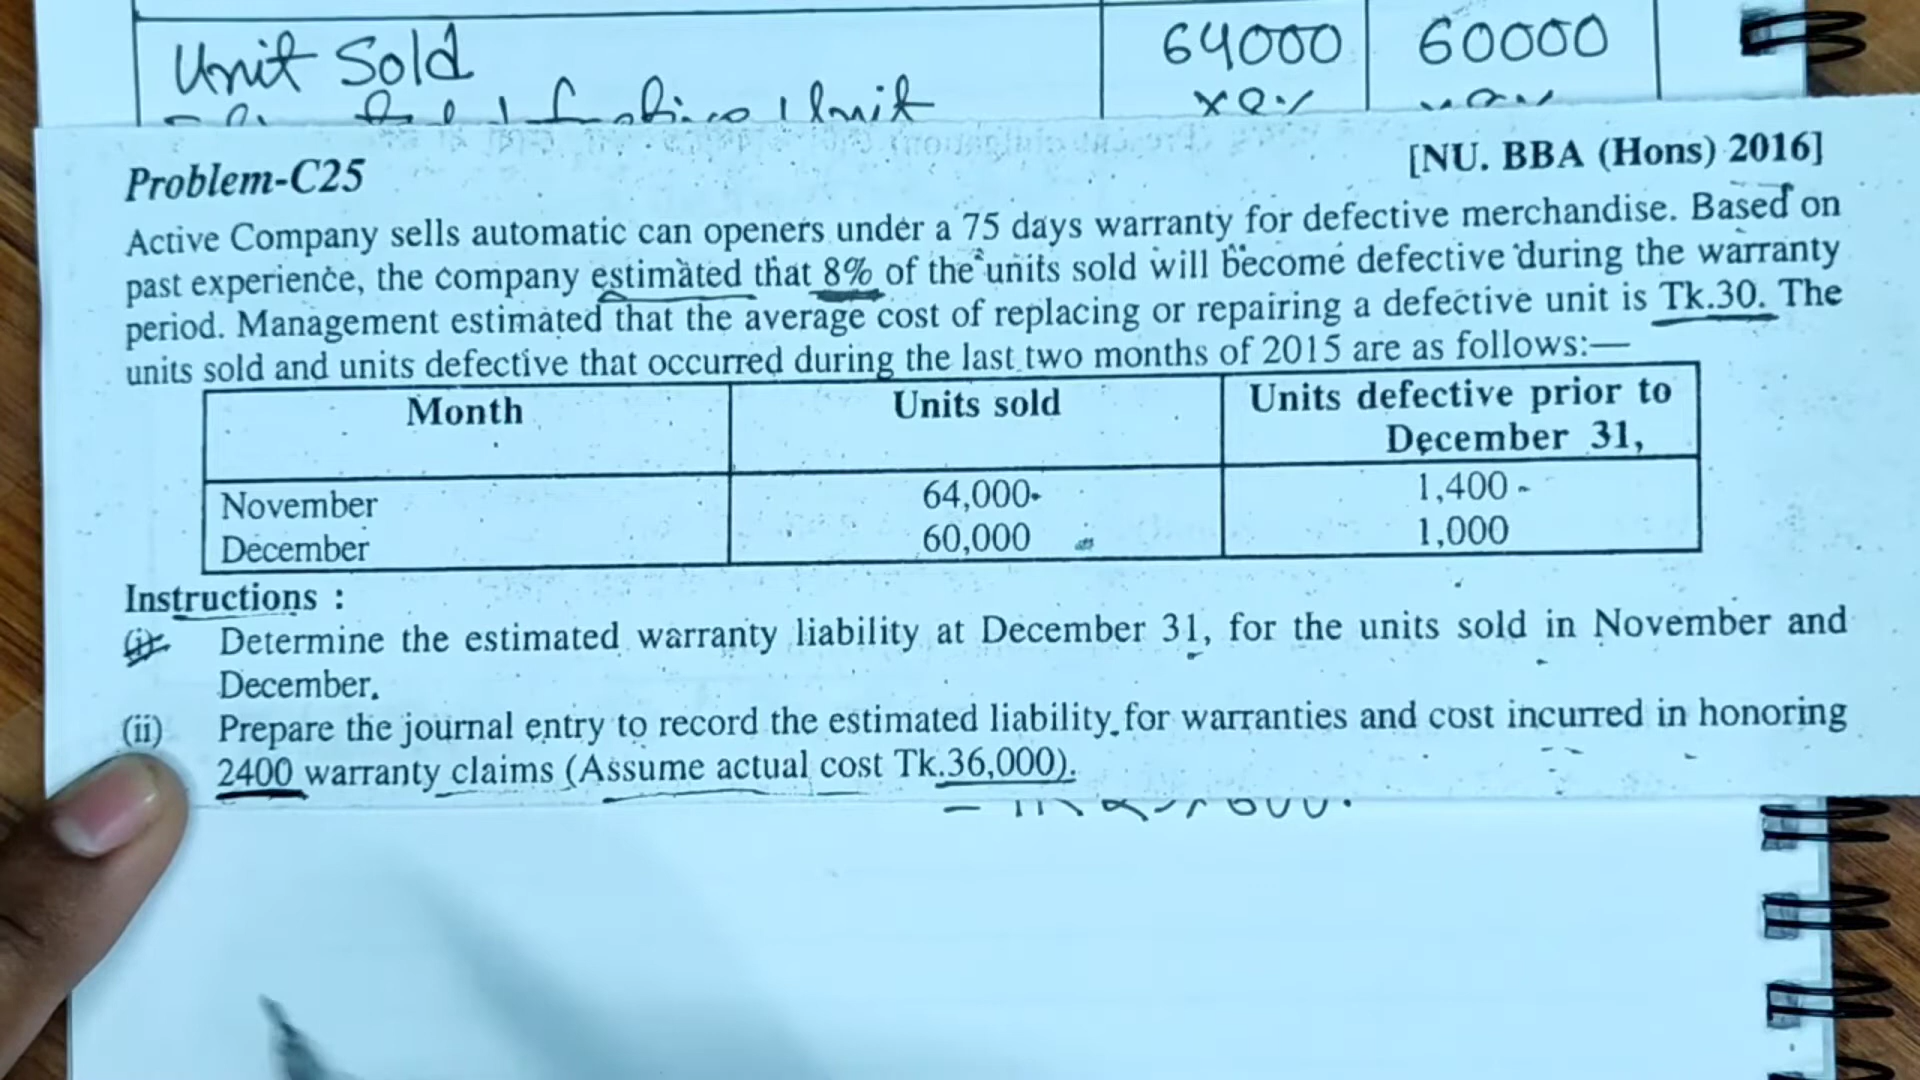 Unit Sold 64000 60000
Unit
Problem-C25 [NU. BBA (Hons) 2016]
Active Company sells automatic can openers under a 75 days warranty for defective merchandise. Based on
past experience, the company estimated that 8% of the units sold will become defective during the warranty
period. Management estimated that the average cost of replacing or repairing a defective unit is Tk.30. The
units sold and units defective that occurred during the last two months of 2015 are as follows:—
Month Units sold Units defective prior to
December 31,
November 64,000 1,400
December 60,000 1,000
Instructions :
(i) Determine the estimated warranty liability at December 31, for the units sold in November and
December.
(ii) Prepare the journal entry to record the estimated liability for warranties and cost incurred in honoring
2400 warranty claims (Assume actual cost Tk.36,000).